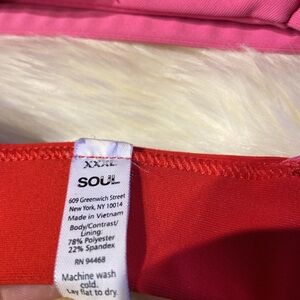 XXXL
SOUL
609 Greenwich Street
New York, NY 10014
Made in Vietnam
Body/Contrast/
Lining:
78% Polyester
22% Spandex
RN 94468
Machine wash
cold.
Lay flat to dry.